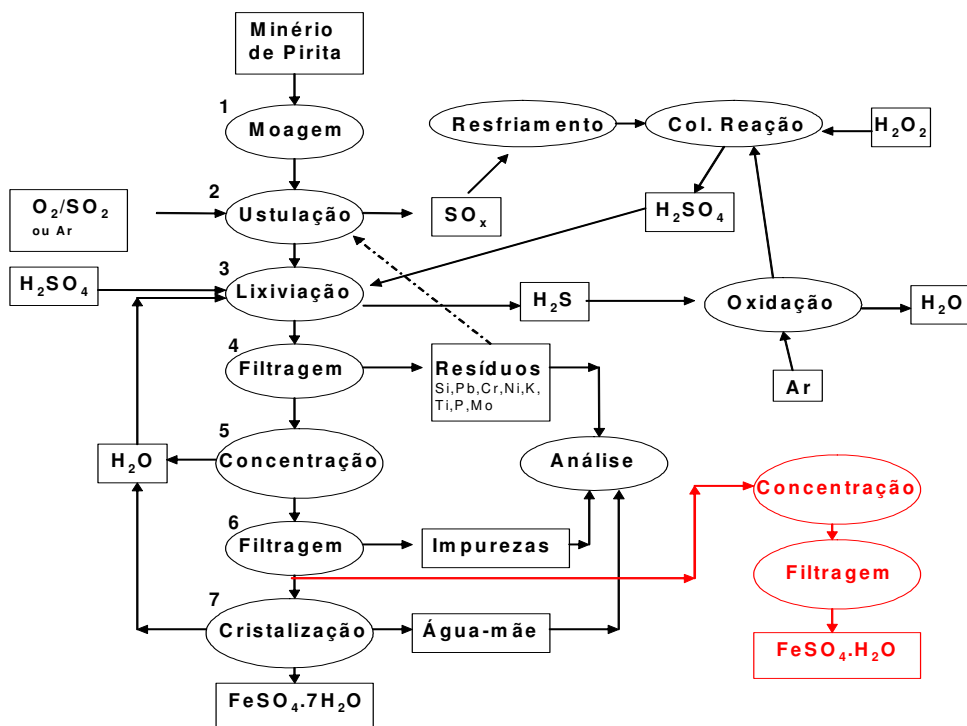 Minério
de Pirita
1
Moagem
Resfriamento
Col. Reação
H₂O₂
O₂/SO₂
ou Ar
2
Ustulação
SOₓ
H₂SO₄
H₂SO₄
3
Lixiviação
H₂S
Oxidação
H₂O
4
Filtragem
Resíduos
Si,Pb,Cr,Ni,K,
Ti,P,Mo
Ar
5
H₂O
Concentração
Análise
Concentração
6
Filtragem
Impurezas
Filtragem
7
Cristalização
Água-mãe
FeSO₄.H₂O
FeSO₄.7H₂O